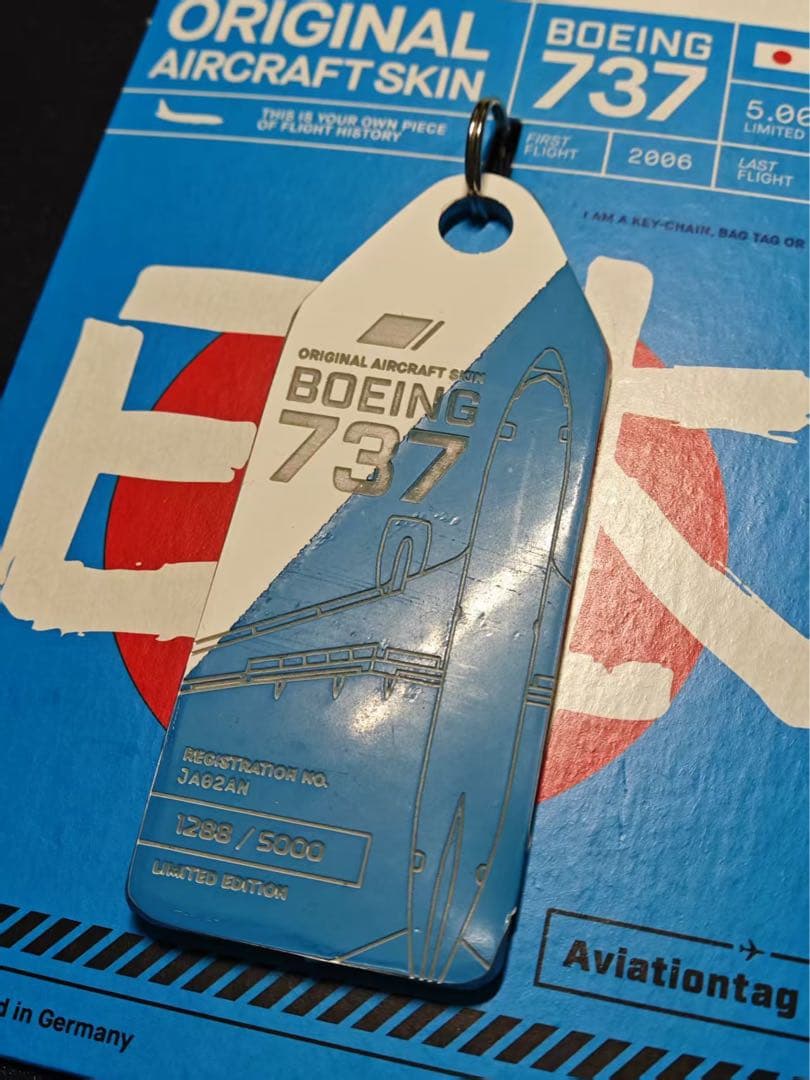 ORIGINAL
AIRCRAFT SKIN
THIS IS YOUR OWN PIECE
OF FLIGHT HISTORY
BOEING
737
FIRST
FLIGHT
2006
5.00
LIMITED
LAST
FLIGHT
I AM A KEY-CHAIN, BAG TAG OR
ORIGINAL AIRCRAFT SKIN
BOEING
737
REGISTRATION NO.
JA02AN
1288 / 5000
LIMITED EDITION
Aviationtag
d in Germany